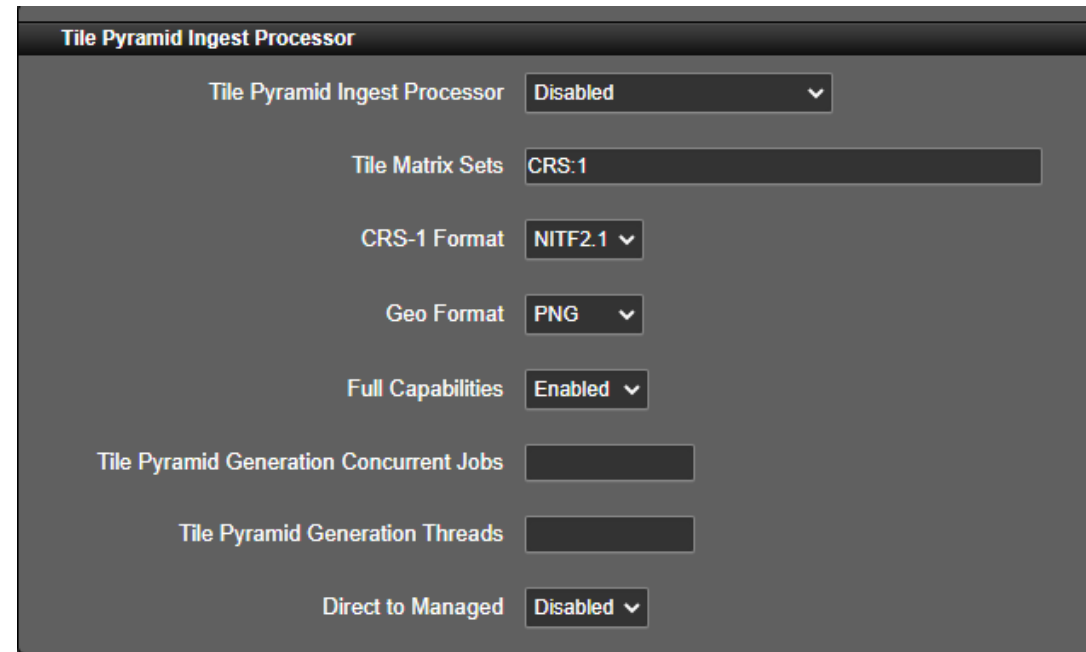 Tile Pyramid Ingest Processor
Tile Pyramid Ingest Processor Disabled
Tile Matrix Sets CRS:1
CRS-1 Format NITF2.1
Geo Format PNG
Full Capabilities Enabled
Tile Pyramid Generation Concurrent Jobs
Tile Pyramid Generation Threads
Direct to Managed Disabled